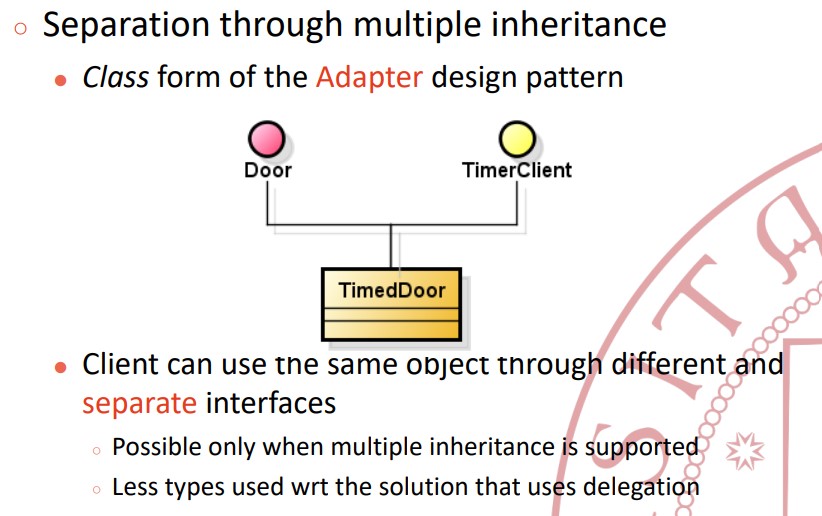 Separation through multiple inheritance
Class form of the Adapter design pattern
Door
TimerClient
TimedDoor
Client can use the same object through different and
separate interfaces
Possible only when multiple inheritance is supported
Less types used wrt the solution that uses delegation
SITA